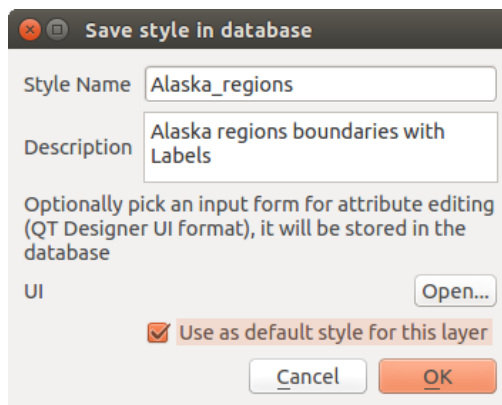 Save style in database
Style Name Alaska_regions
Description Alaska regions boundaries with
Labels
Optionally pick an input form for attribute editing
(QT Designer UI format), it will be stored in the
database
UI Open...
Use as default style for this layer
Cancel OK